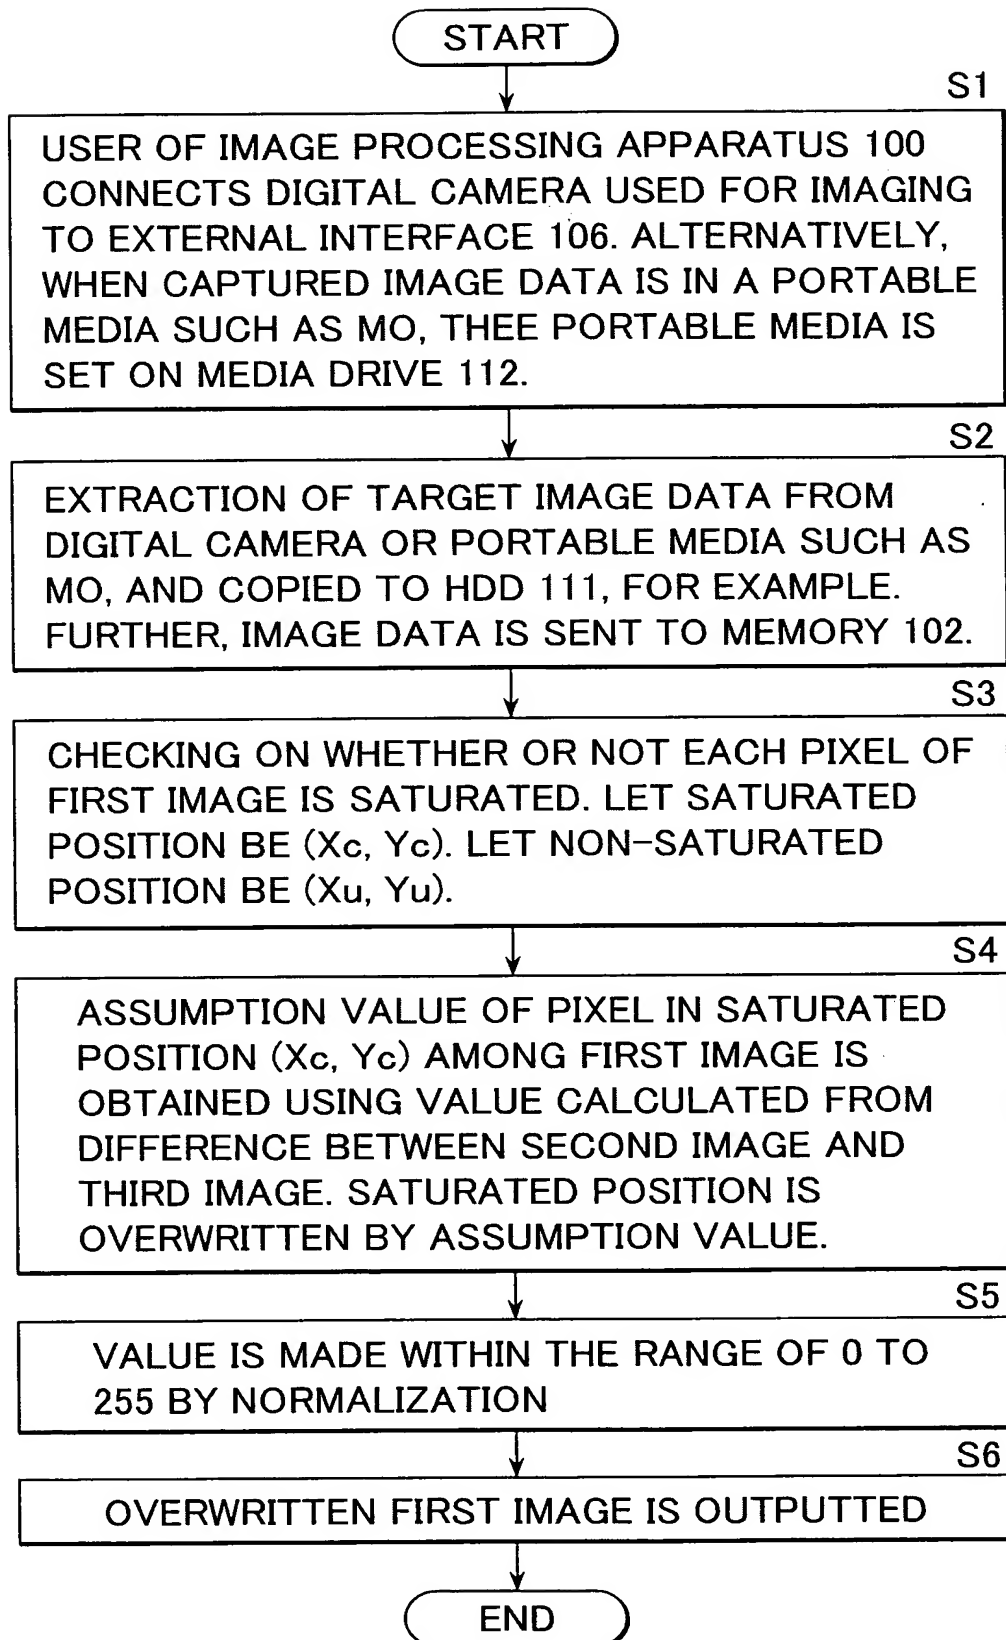 START
S1
USER OF IMAGE PROCESSING APPARATUS 100
CONNECTS DIGITAL CAMERA USED FOR IMAGING
TO EXTERNAL INTERFACE 106. ALTERNATIVELY,
WHEN CAPTURED IMAGE DATA IS IN A PORTABLE
MEDIA SUCH AS MO, THEE PORTABLE MEDIA IS
SET ON MEDIA DRIVE 112.
S2
EXTRACTION OF TARGET IMAGE DATA FROM
DIGITAL CAMERA OR PORTABLE MEDIA SUCH AS
MO, AND COPIED TO HDD 111, FOR EXAMPLE.
FURTHER, IMAGE DATA IS SENT TO MEMORY 102.
S3
CHECKING ON WHETHER OR NOT EACH PIXEL OF
FIRST IMAGE IS SATURATED. LET SATURATED
POSITION BE (Xc, Yc). LET NON-SATURATED
POSITION BE (Xu, Yu).
S4
ASSUMPTION VALUE OF PIXEL IN SATURATED
POSITION (Xc, Yc) AMONG FIRST IMAGE IS
OBTAINED USING VALUE CALCULATED FROM
DIFFERENCE BETWEEN SECOND IMAGE AND
THIRD IMAGE. SATURATED POSITION IS
OVERWRITTEN BY ASSUMPTION VALUE.
S5
VALUE IS MADE WITHIN THE RANGE OF 0 TO
255 BY NORMALIZATION
S6
OVERWRITTEN FIRST IMAGE IS OUTPUTTED
END